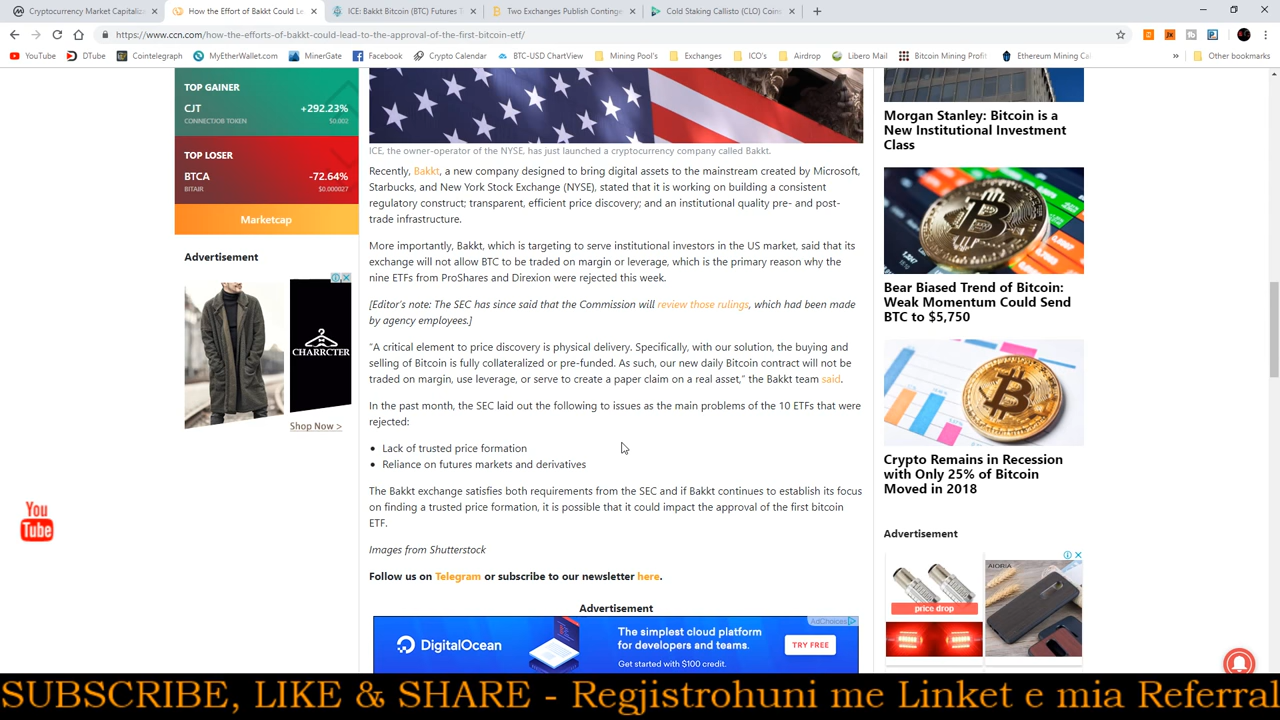 Cryptocurrency Market Capitaliz
How the Effort of Bakkt Could Le
ICE: Bakkt Bitcoin (BTC) Futures T
Two Exchanges Publish Continge
Cold Staking Callisto (CLO) Coin
https://www.ccn.com/how-the-efforts-of-bakkt-could-lead-to-the-approval-of-the-first-bitcoin-etf/
YouTube DTube Cointelegraph MyEtherWallet.com MinerGate Facebook Crypto Calendar BTC-USD ChartView Mining Pool's Exchanges ICO's Airdrop Libero Mail Bitcoin Mining Profit Ethereum Mining Ca » Other bookmarks
TOP GAINER
CJT +292.23%
CONNECTJOB TOKEN $0.002
TOP LOSER
BTCA -72.64%
BITAIR $0.000027
Marketcap
Advertisement
CHARRCTER
Shop Now >
You
Tube
ICE, the owner-operator of the NYSE, has just launched a cryptocurrency company called Bakkt.
Recently, Bakkt, a new company designed to bring digital assets to the mainstream created by Microsoft,
Starbucks, and New York Stock Exchange (NYSE), stated that it is working on building a consistent
regulatory construct; transparent, efficient price discovery; and an institutional quality pre- and post-
trade infrastructure.
More importantly, Bakkt, which is targeting to serve institutional investors in the US market, said that its
exchange will not allow BTC to be traded on margin or leverage, which is the primary reason why the
nine ETFs from ProShares and Direxion were rejected this week.
[Editor's note: The SEC has since said that the Commission will review those rulings, which had been made
by agency employees.]
"A critical element to price discovery is physical delivery. Specifically, with our solution, the buying and
selling of Bitcoin is fully collateralized or pre-funded. As such, our new daily Bitcoin contract will not be
traded on margin, use leverage, or serve to create a paper claim on a real asset," the Bakkt team said.
In the past month, the SEC laid out the following to issues as the main problems of the 10 ETFs that were
rejected:
• Lack of trusted price formation
• Reliance on futures markets and derivatives
The Bakkt exchange satisfies both requirements from the SEC and if Bakkt continues to establish its focus
on finding a trusted price formation, it is possible that it could impact the approval of the first bitcoin
ETF.
Images from Shutterstock
Follow us on Telegram or subscribe to our newsletter here.
Advertisement
AdChoices
DigitalOcean
The simplest cloud platform
for developers and teams.
Get started with $100 credit.
TRY FREE
Morgan Stanley: Bitcoin is a
New Institutional Investment
Class
Bear Biased Trend of Bitcoin:
Weak Momentum Could Send
BTC to $5,750
Crypto Remains in Recession
with Only 25% of Bitcoin
Moved in 2018
Advertisement
price drop
AIORIA
SUBSCRIBE, LIKE & SHARE - Regjistrohuni me Linket e mia Referral